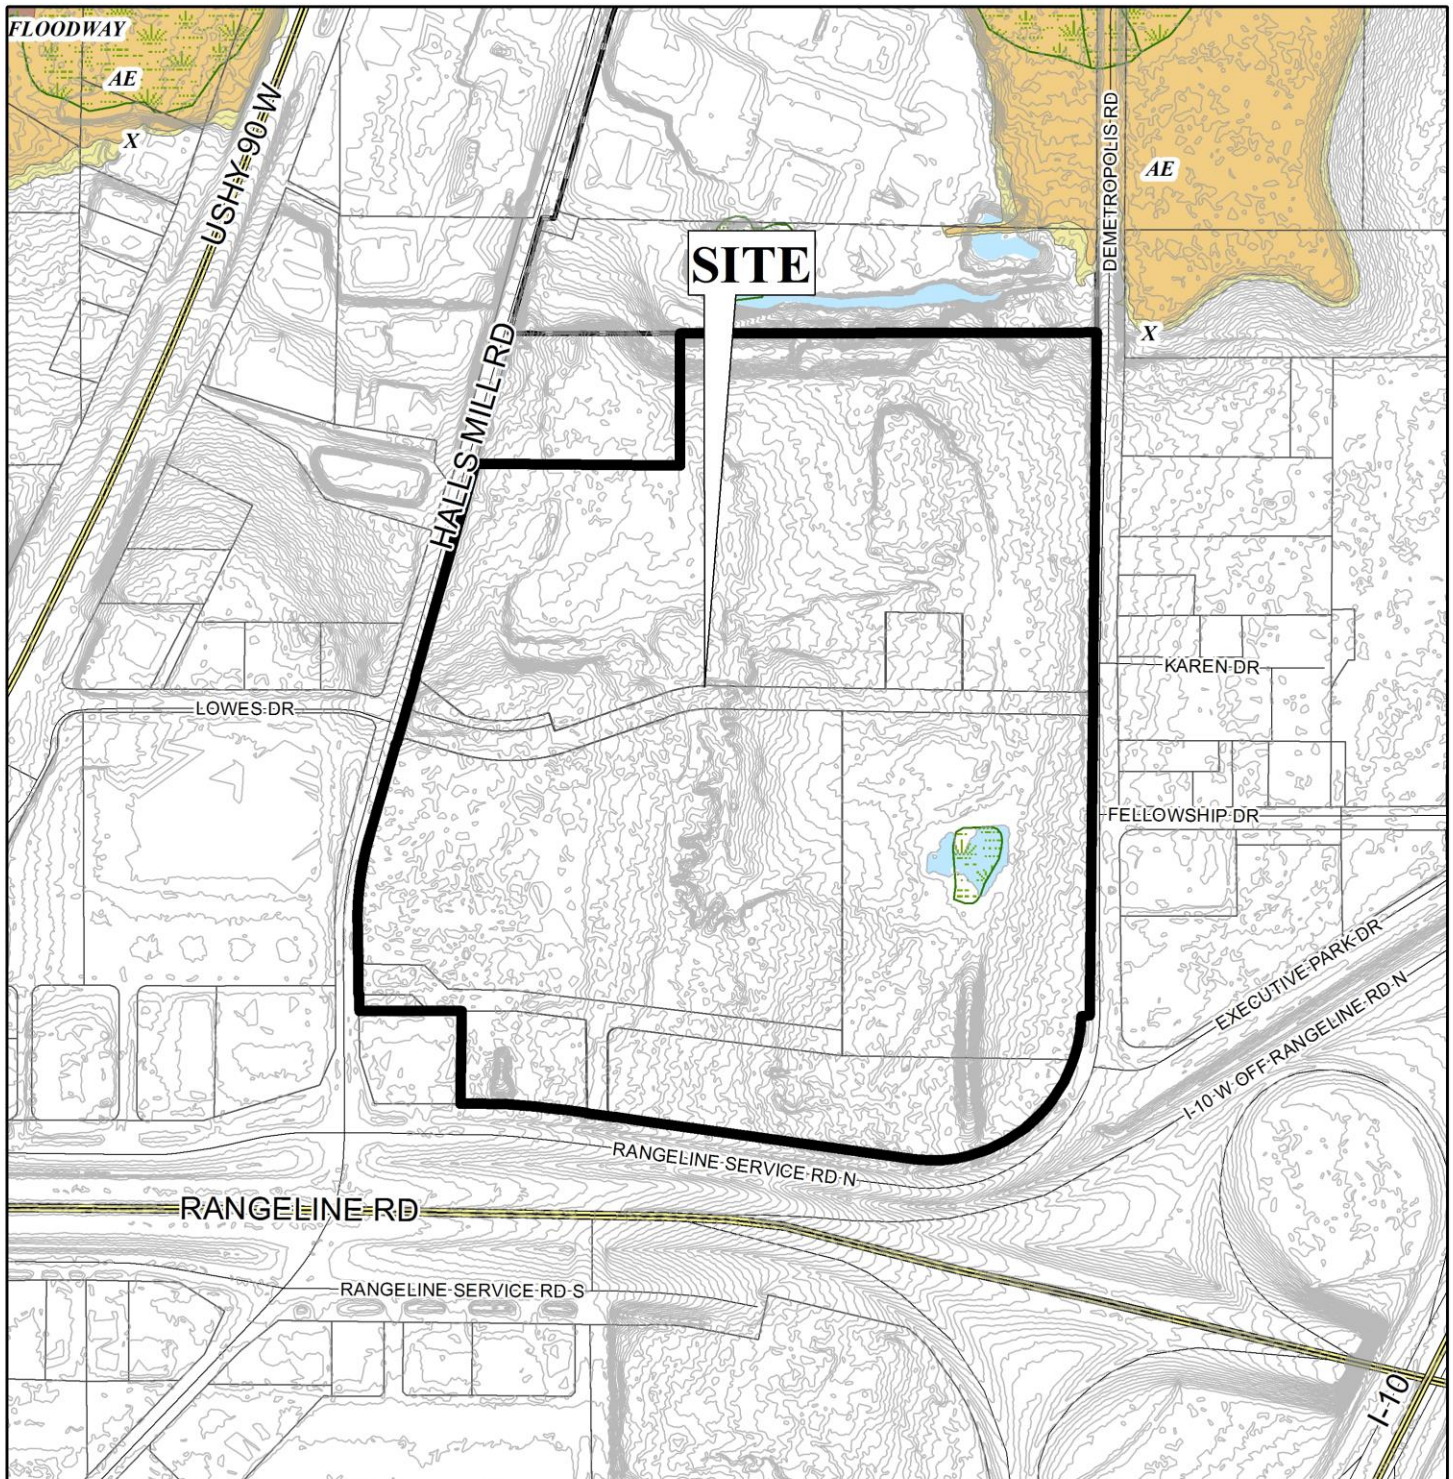 FLOODWAY
AE
X
USHY 90 W
DEMETROPOLIS RD
AE
SITE
X
HALLS MILL RD
KAREN DR
LOWES DR
FELLOWSHIP DR
EXECUTIVE PARK DR
I-10 W OFF RANGELINE RD N
RANGELINE SERVICE RD N
RANGELINE RD
RANGELINE SERVICE RD S
I-10